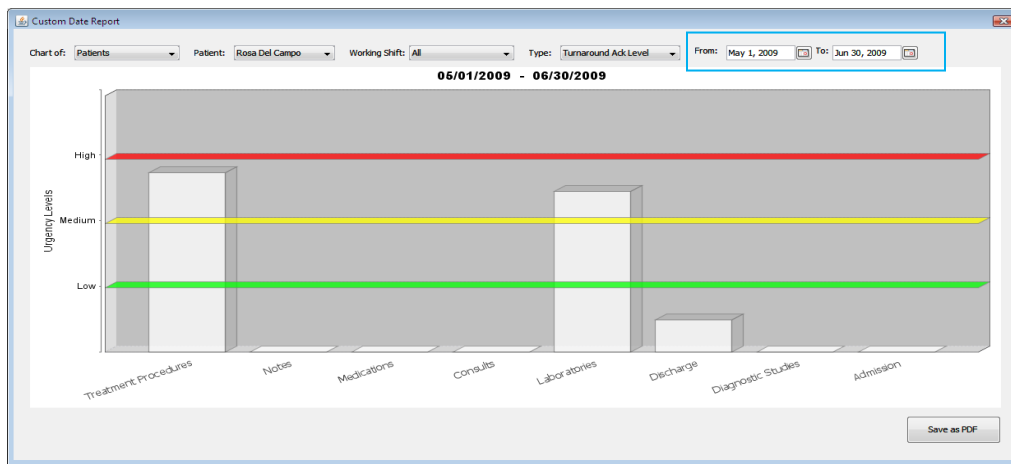 Custom Date Report
Chart of: Patients Patient: Rosa Del Campo Working Shift: All Type: Turnaround Ack Level From: May 1, 2009 To: Jun 30, 2009
05/01/2009 - 06/30/2009
High
Medium
Low
Urgency Levels
Treatment Procedures
Notes
Medications
Consults
Laboratories
Discharge
Diagnostic Studies
Admission
Save as PDF